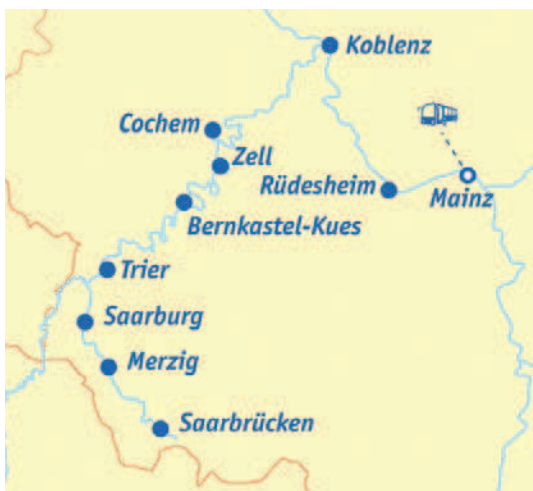 Koblenz
Cochem
Zell
Rüdesheim
Mainz
Bernkastel-Kues
Trier
Saarburg
Merzig
Saarbrücken